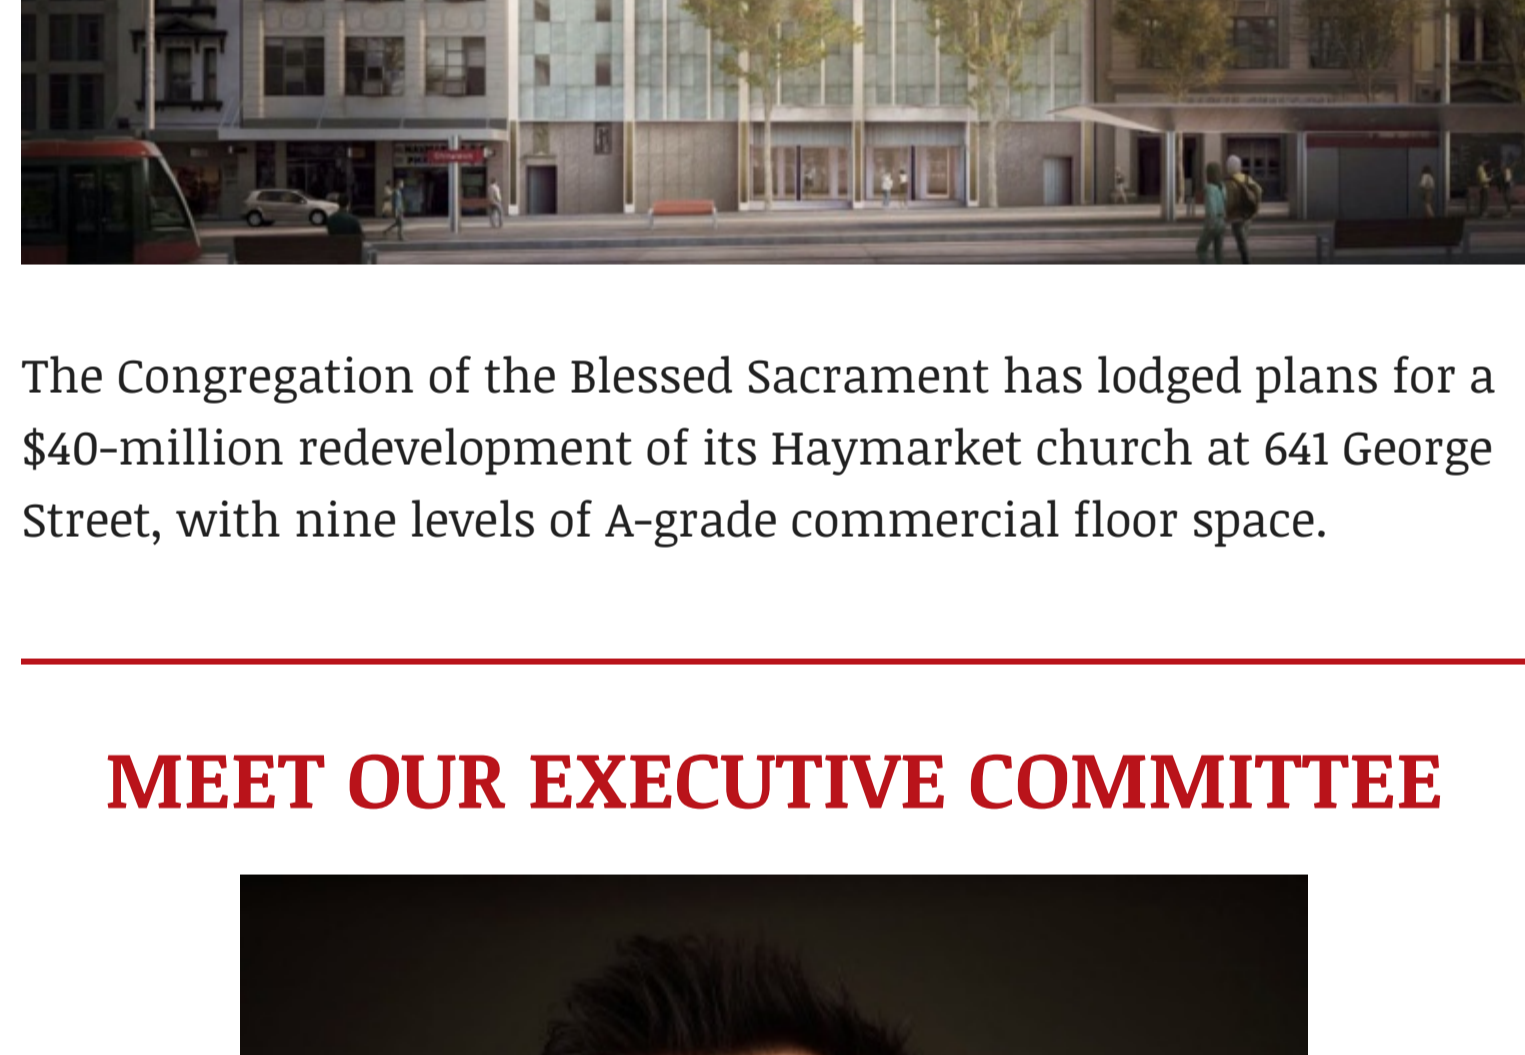 The Congregation of the Blessed Sacrament has lodged plans for a
$40-million redevelopment of its Haymarket church at 641 George
Street, with nine levels of A-grade commercial floor space.
MEET OUR EXECUTIVE COMMITTEE